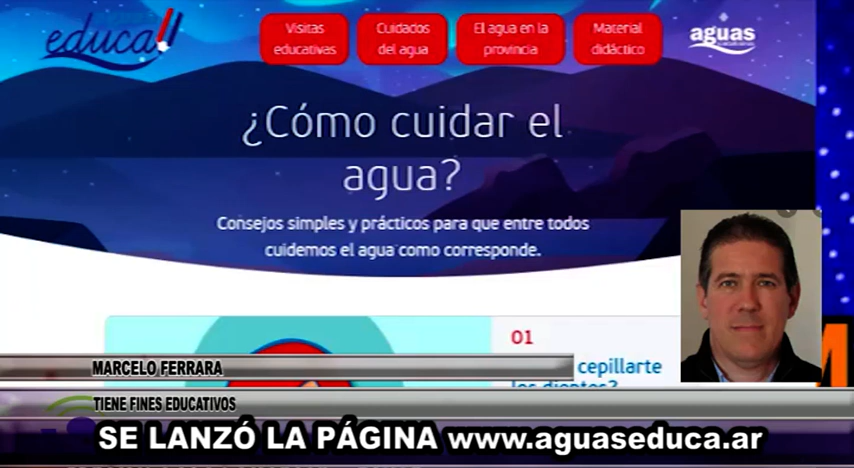 educa
Visitas
educativas
Cuidados
del agua
El agua en la
provincia
Material
didáctico
aguas
¿Cómo cuidar el
agua?
Consejos simples y prácticos para que entre todos
cuidemos el agua como corresponde.
01
cepillarte
los dientes?
MARCELO FERRARA
TIENE FINES EDUCATIVOS
SE LANZÓ LA PÁGINA www.aguaseduca.ar